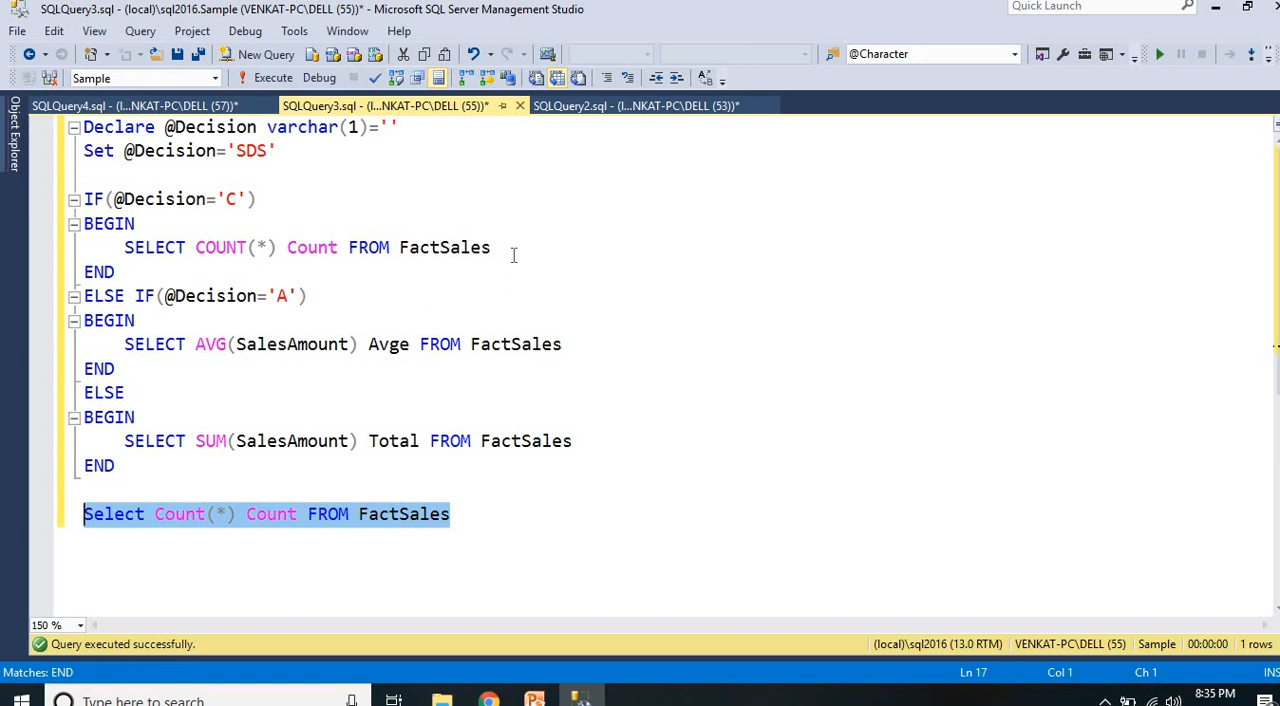 SQLQuery3.sql - (local)\sql2016.Sample (VENKAT-PC\DELL (55))* - Microsoft SQL Server Management Studio
Quick Launch
File Edit View Query Project Debug Tools Window Help
New Query
@Character
Sample
Execute Debug
SQLQuery4.sql - (l...NKAT-PC\DELL (57))* SQLQuery3.sql - (l...NKAT-PC\DELL (55))* SQLQuery2.sql - (l...NKAT-PC\DELL (53))*
Object Explorer
Declare @Decision varchar(1)=''
Set @Decision='SDS'
IF(@Decision='C')
BEGIN
SELECT COUNT(*) Count FROM FactSales
END
ELSE IF(@Decision='A')
BEGIN
SELECT AVG(SalesAmount) Avge FROM FactSales
END
ELSE
BEGIN
SELECT SUM(SalesAmount) Total FROM FactSales
END
Select Count(*) Count FROM FactSales
150 %
Query executed successfully. (local)\sql2016 (13.0 RTM) VENKAT-PC\DELL (55) Sample 00:00:00 1 rows
Matches: END Ln 17 Col 1 Ch 1 INS
Type here to search
8:35 PM